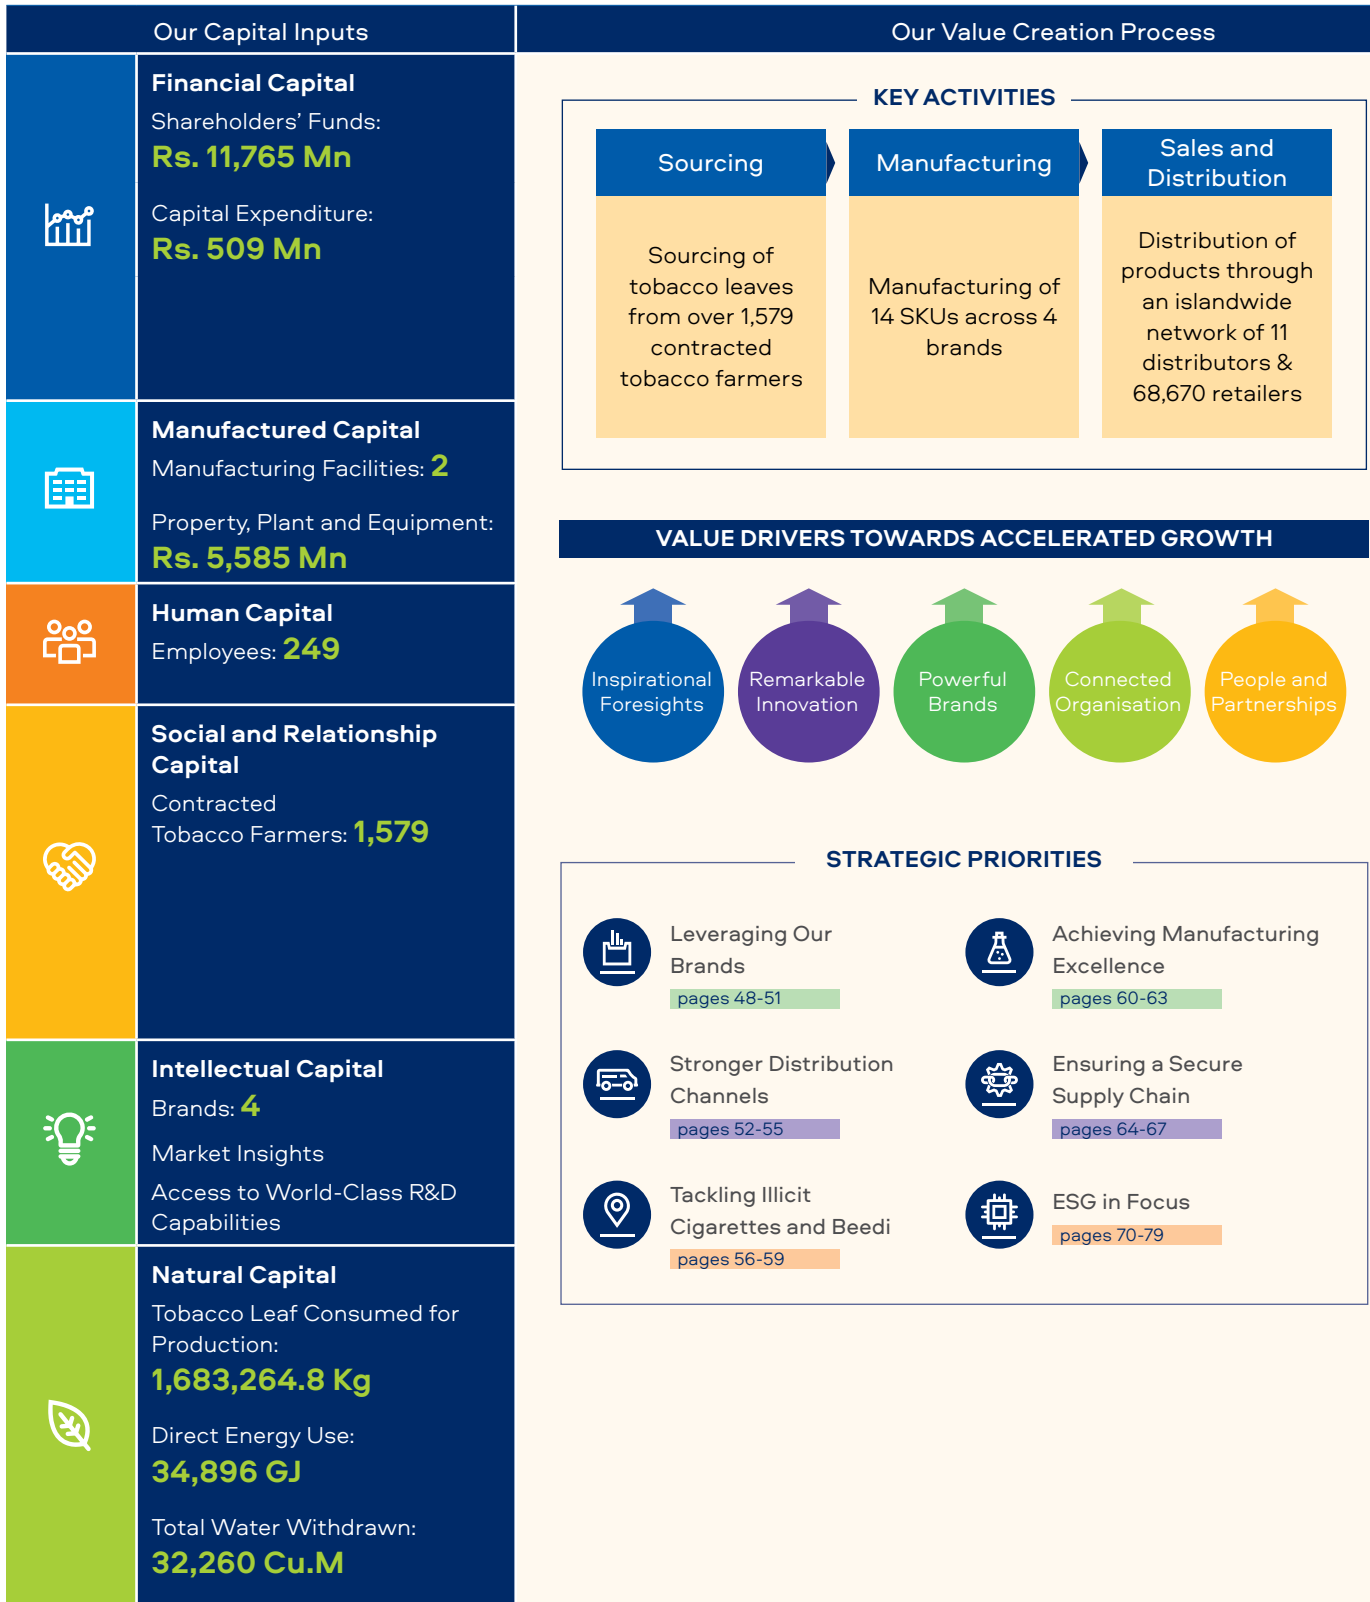 Our Capital Inputs
Financial Capital
Shareholders' Funds:
Rs. 11,765 Mn
Capital Expenditure:
Rs. 509 Mn
Manufactured Capital
Manufacturing Facilities: 2
Property, Plant and Equipment:
Rs. 5,585 Mn
Human Capital
Employees: 249
Social and Relationship
Capital
Contracted
Tobacco Farmers: 1,579
Intellectual Capital
Brands: 4
Market Insights
Access to World-Class R&D
Capabilities
Natural Capital
Tobacco Leaf Consumed for
Production:
1,683,264.8 Kg
Direct Energy Use:
34,896 GJ
Total Water Withdrawn:
32,260 Cu.M
Our Value Creation Process
KEY ACTIVITIES
Sourcing
Sourcing of
tobacco leaves
from over 1,579
contracted
tobacco farmers
Manufacturing
Manufacturing of
14 SKUs across 4
brands
Sales and
Distribution
Distribution of
products through
an islandwide
network of 11
distributors &
68,670 retailers
VALUE DRIVERS TOWARDS ACCELERATED GROWTH
Inspirational
Foresights
Remarkable
Innovation
Powerful
Brands
Connected
Organisation
People and
Partnerships
STRATEGIC PRIORITIES
Leveraging Our
Brands
pages 48-51
Achieving Manufacturing
Excellence
pages 60-63
Stronger Distribution
Channels
pages 52-55
Ensuring a Secure
Supply Chain
pages 64-67
Tackling Illicit
Cigarettes and Beedi
pages 56-59
ESG in Focus
pages 70-79